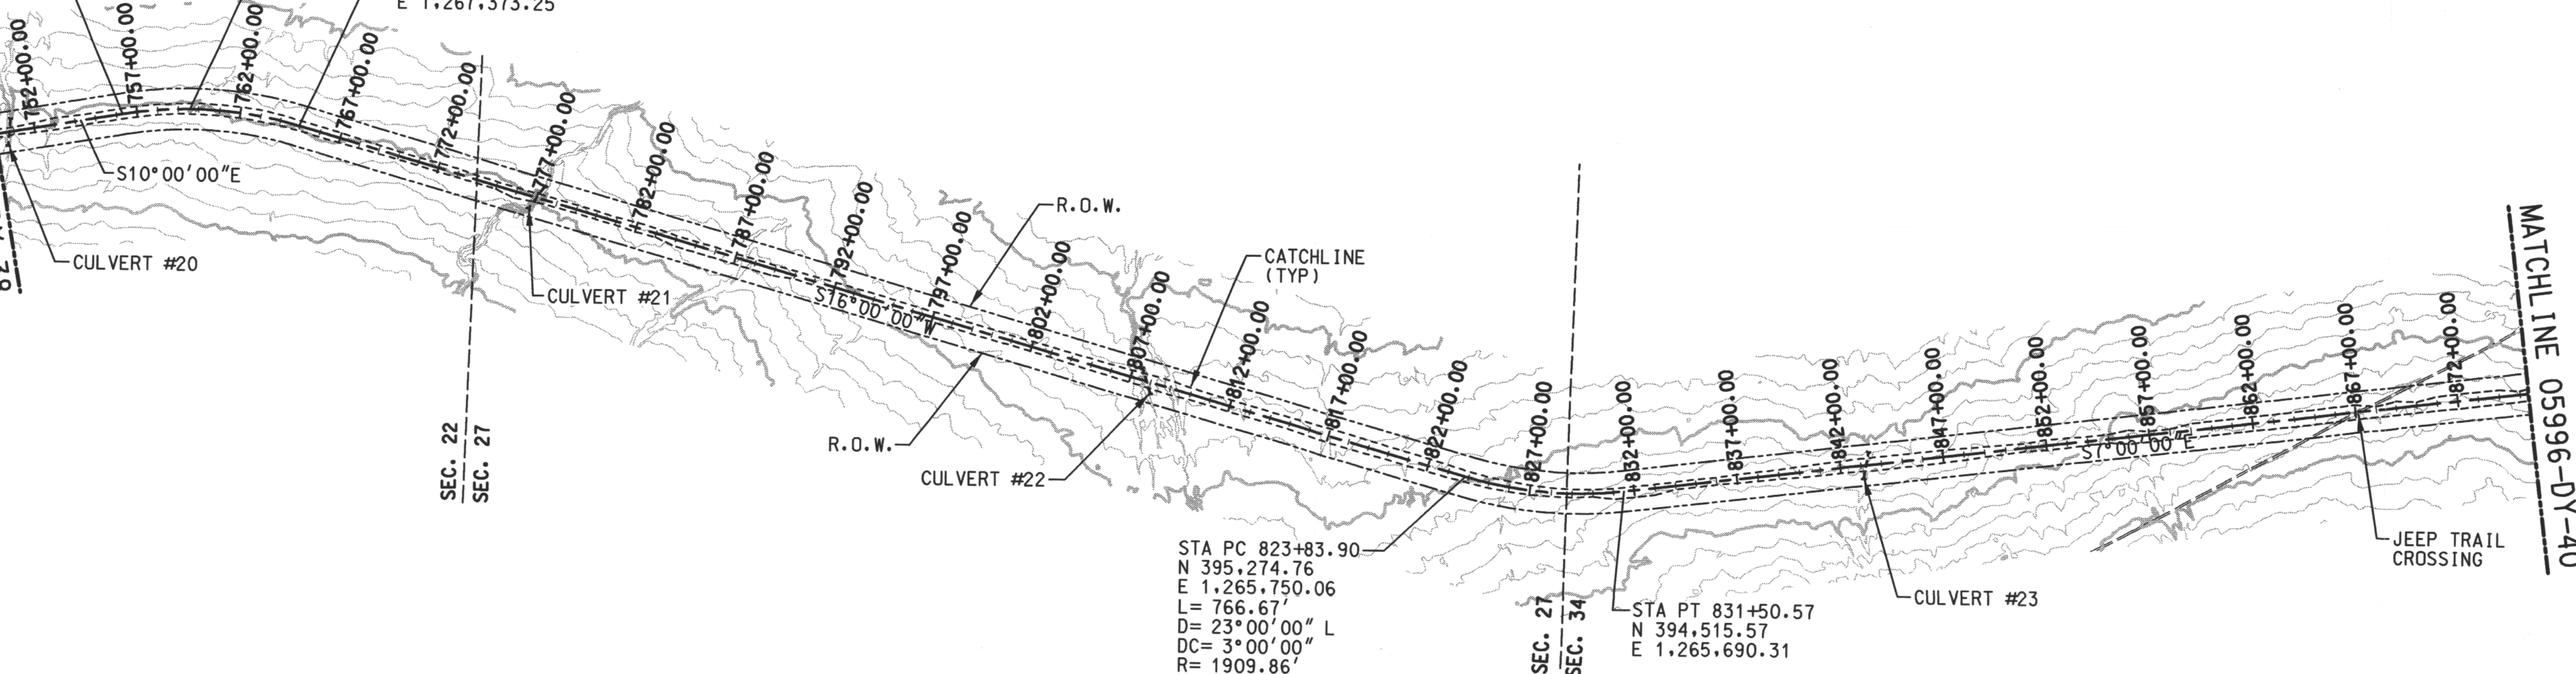 E 1,267,373.25
752+00.00
757+00.00
762+00.00
767+00.00
772+00.00
777+00.00
782+00.00
787+00.00
792+00.00
797+00.00
802+00.00
807+00.00
812+00.00
817+00.00
822+00.00
827+00.00
832+00.00
837+00.00
842+00.00
847+00.00
852+00.00
857+00.00
862+00.00
867+00.00
872+00.00
S10°00'00"E
CULVERT #20
CULVERT #21
S16°00'00"W
R.O.W.
CATCHLINE
(TYP)
R.O.W.
CULVERT #22
SEC. 22
SEC. 27
STA PC 823+83.90
N 395,274.76
E 1,265,750.06
L= 766.67'
D= 23°00'00" L
DC= 3°00'00"
R= 1909.86'
SEC. 27
SEC. 34
STA PT 831+50.57
N 394,515.57
E 1,265,690.31
CULVERT #23
S7°00'00"E
JEEP TRAIL
CROSSING
MATCHLINE 05996-DY-40